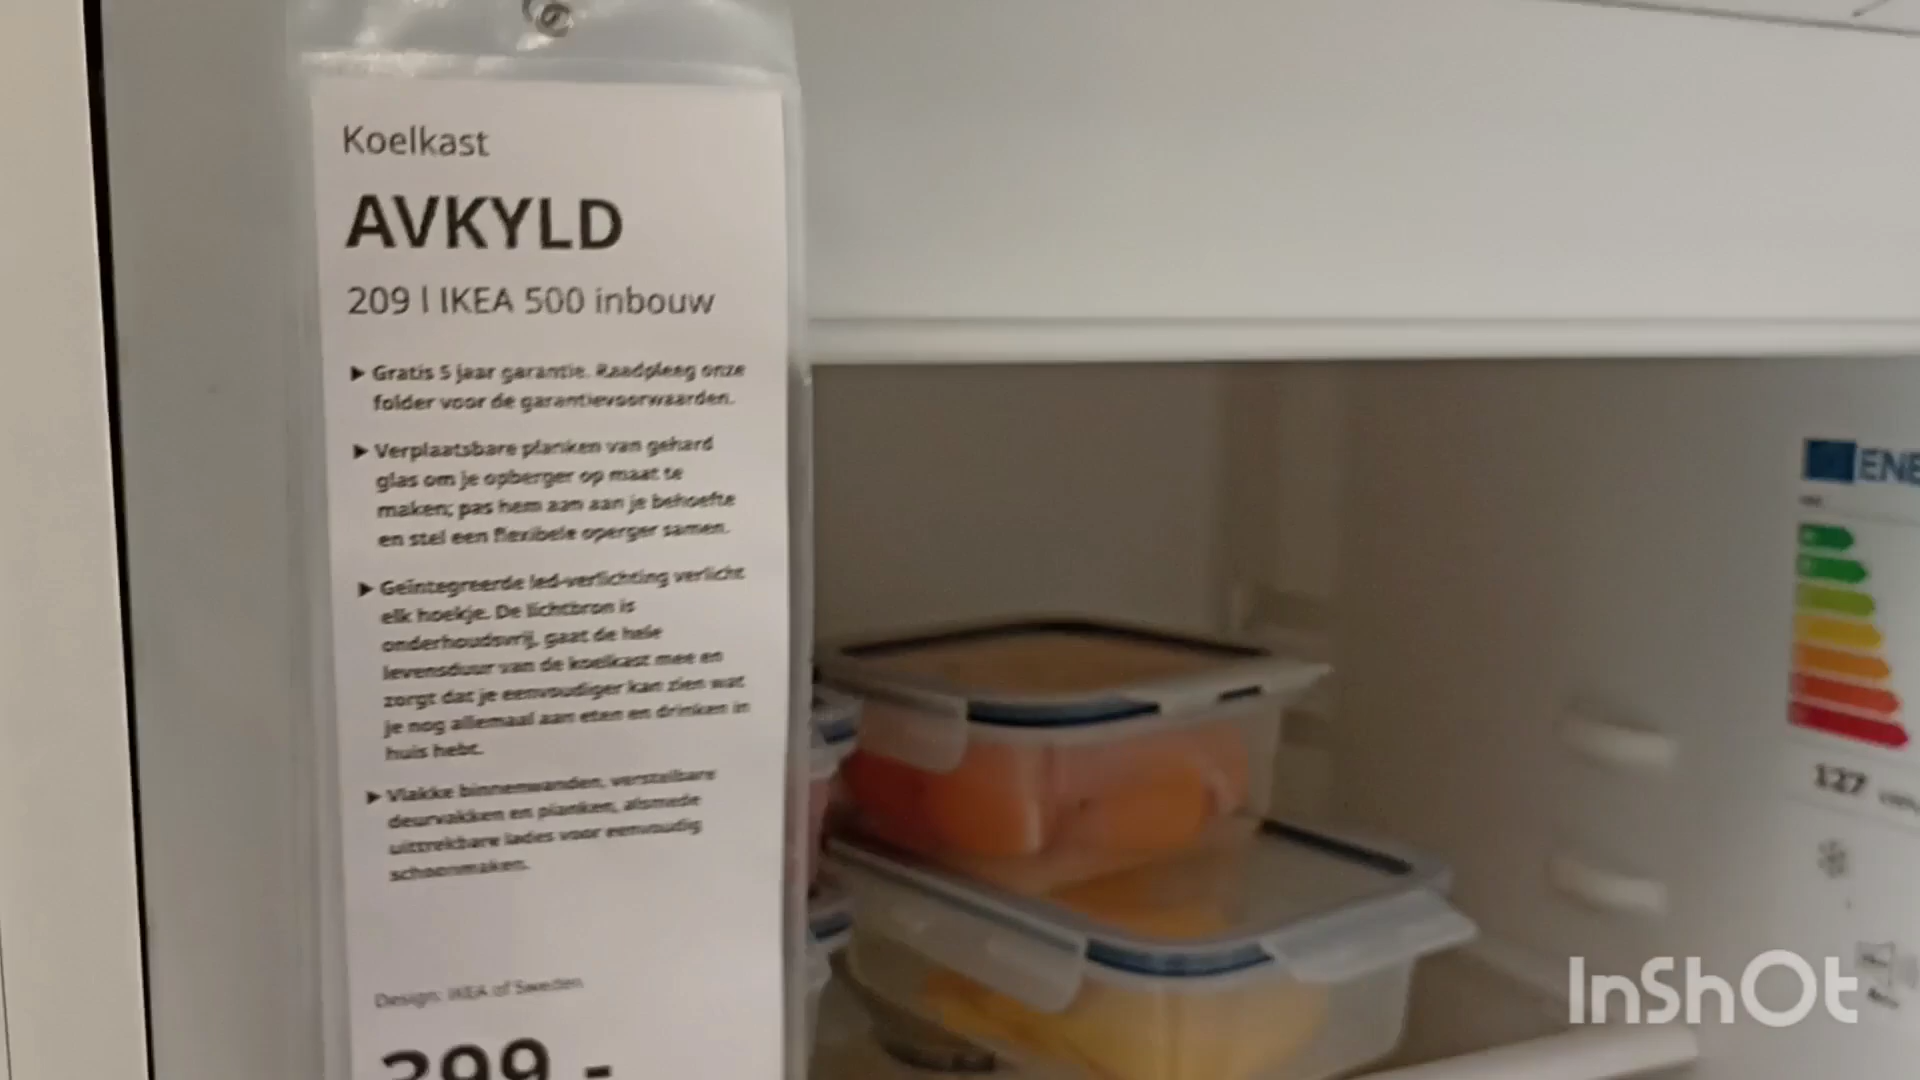 Koelkast
AVKYLD
209 l IKEA 500 inbouw
▶ Gratis 5 jaar garantie. Raadpleeg onze
folder voor de garantievoorwaarden.
▶ Verplaatsbare planken van gehard
glas om je opberger op maat te
maken; pas hem aan aan je behoefte
en stel een flexibele operger samen.
▶ Geïntegreerde led-verlichting verlicht
elk hoekje. De lichtbron is
onderhoudsvrij, gaat de hele
levensduur van de koelkast mee en
zorgt dat je eenvoudiger kan zien wat
je nog allemaal aan eten en drinken in
huis hebt.
▶ Vlakke binnenwanden, verstelbare
deurvakken en planken, alsmede
uittrekbare lades voor eenvoudig
schoonmaken.
Design: IKEA of Sweden
399.-
ENE
127
InShOt